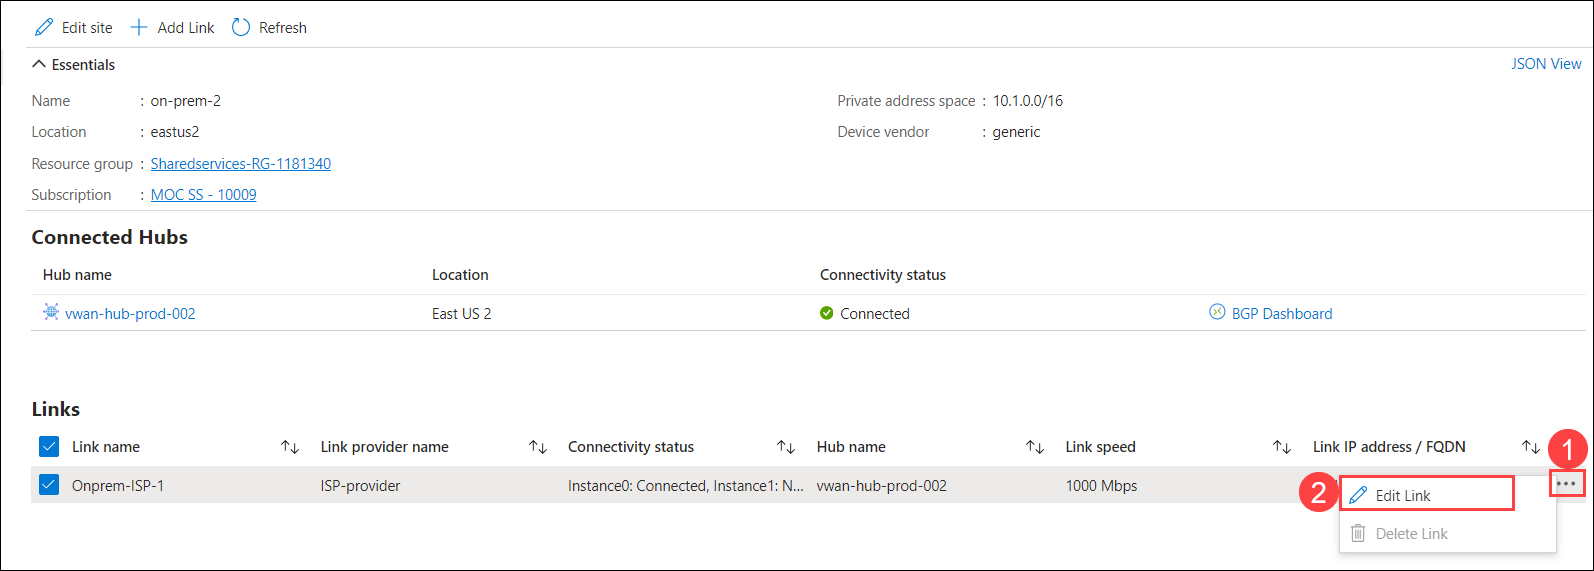 Edit site Add Link Refresh
Essentials JSON View
Name : on-prem-2 Private address space : 10.1.0.0/16
Location : eastus2 Device vendor : generic
Resource group : Sharedservices-RG-1181340
Subscription : MOC SS - 10009
Connected Hubs
Hub name Location Connectivity status
vwan-hub-prod-002 East US 2 Connected BGP Dashboard
Links
Link name Link provider name Connectivity status Hub name Link speed Link IP address / FQDN 1
Onprem-ISP-1 ISP-provider Instance0: Connected, Instance1: N... vwan-hub-prod-002 1000 Mbps
2 Edit Link
Delete Link